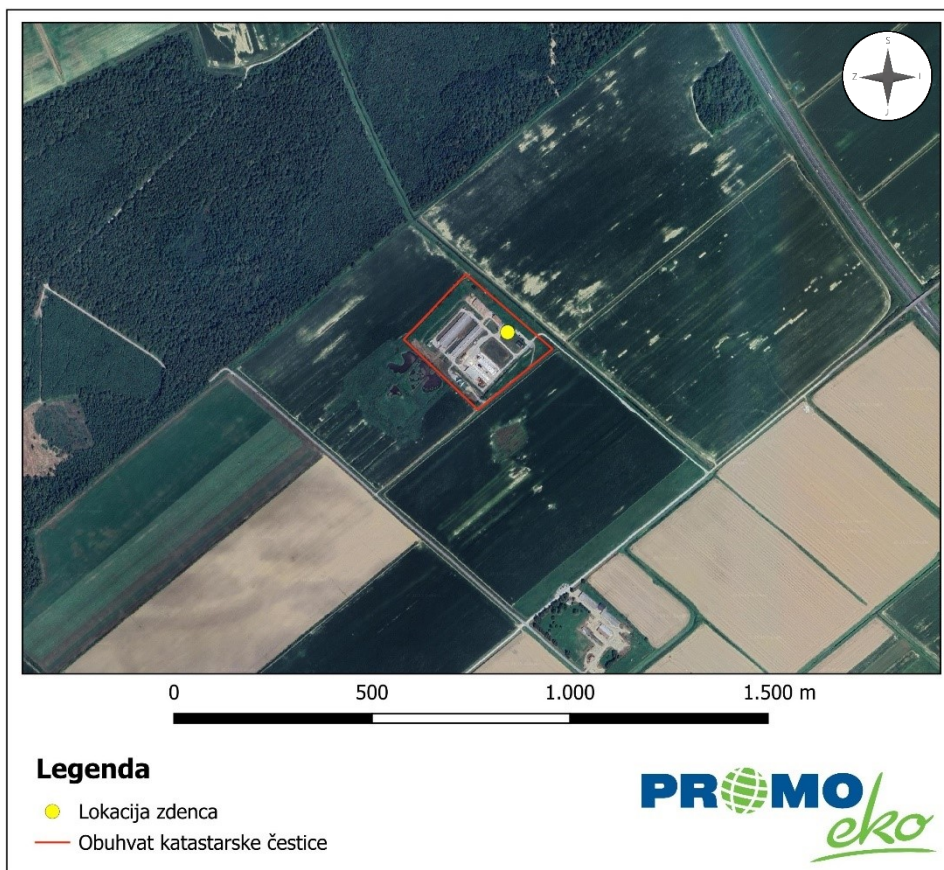 S
Z I
J
0 500 1.000 1.500 m
Legenda
Lokacija zdenca
Obuhvat katastarske čestice
PROMO
eko